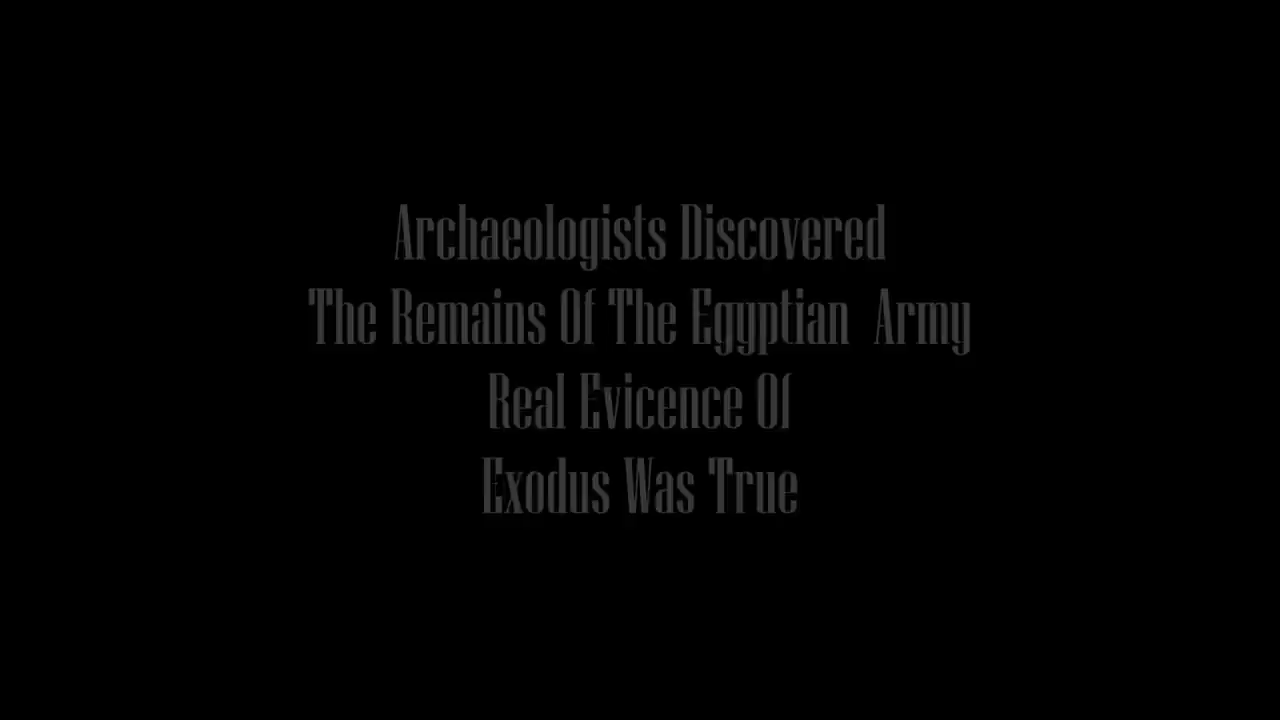 Archaeologists Discovered
The Remains Of The Egyptian Army
Real Evicence Of
Exodus Was True